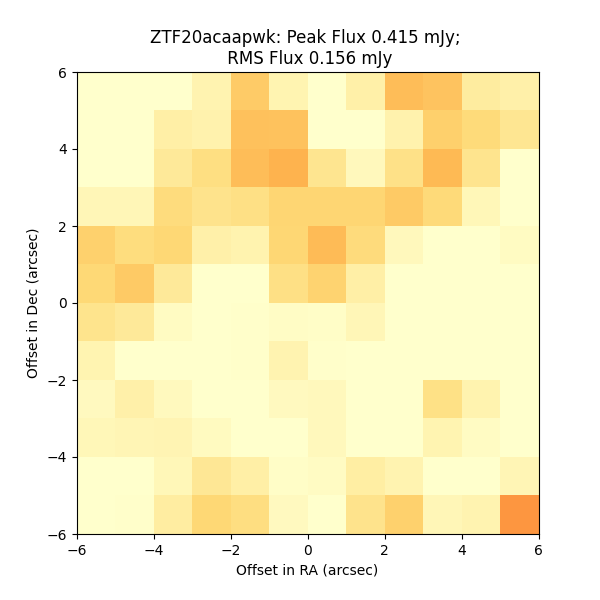 ZTF20acaapwk: Peak Flux 0.415 mJy;
RMS Flux 0.156 mJy
6
4
2
0
−2
−4
−6
Offset in Dec (arcsec)
−6 −4 −2 0 2 4 6
Offset in RA (arcsec)